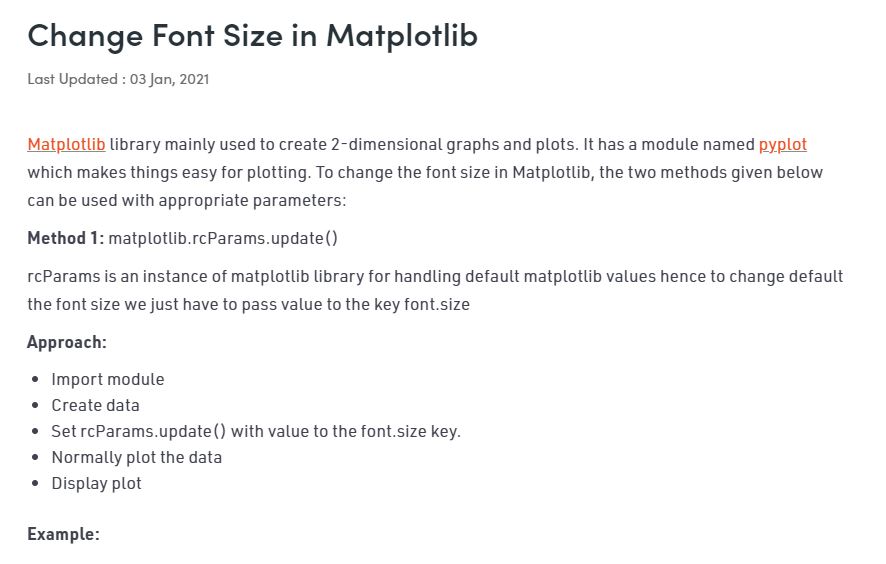 Change Font Size in Matplotlib
Last Updated : 03 Jan, 2021
Matplotlib library mainly used to create 2-dimensional graphs and plots. It has a module named pyplot
which makes things easy for plotting. To change the font size in Matplotlib, the two methods given below
can be used with appropriate parameters:
Method 1: matplotlib.rcParams.update()
rcParams is an instance of matplotlib library for handling default matplotlib values hence to change default
the font size we just have to pass value to the key font.size
Approach:
• Import module
• Create data
• Set rcParams.update() with value to the font.size key.
• Normally plot the data
• Display plot
Example: